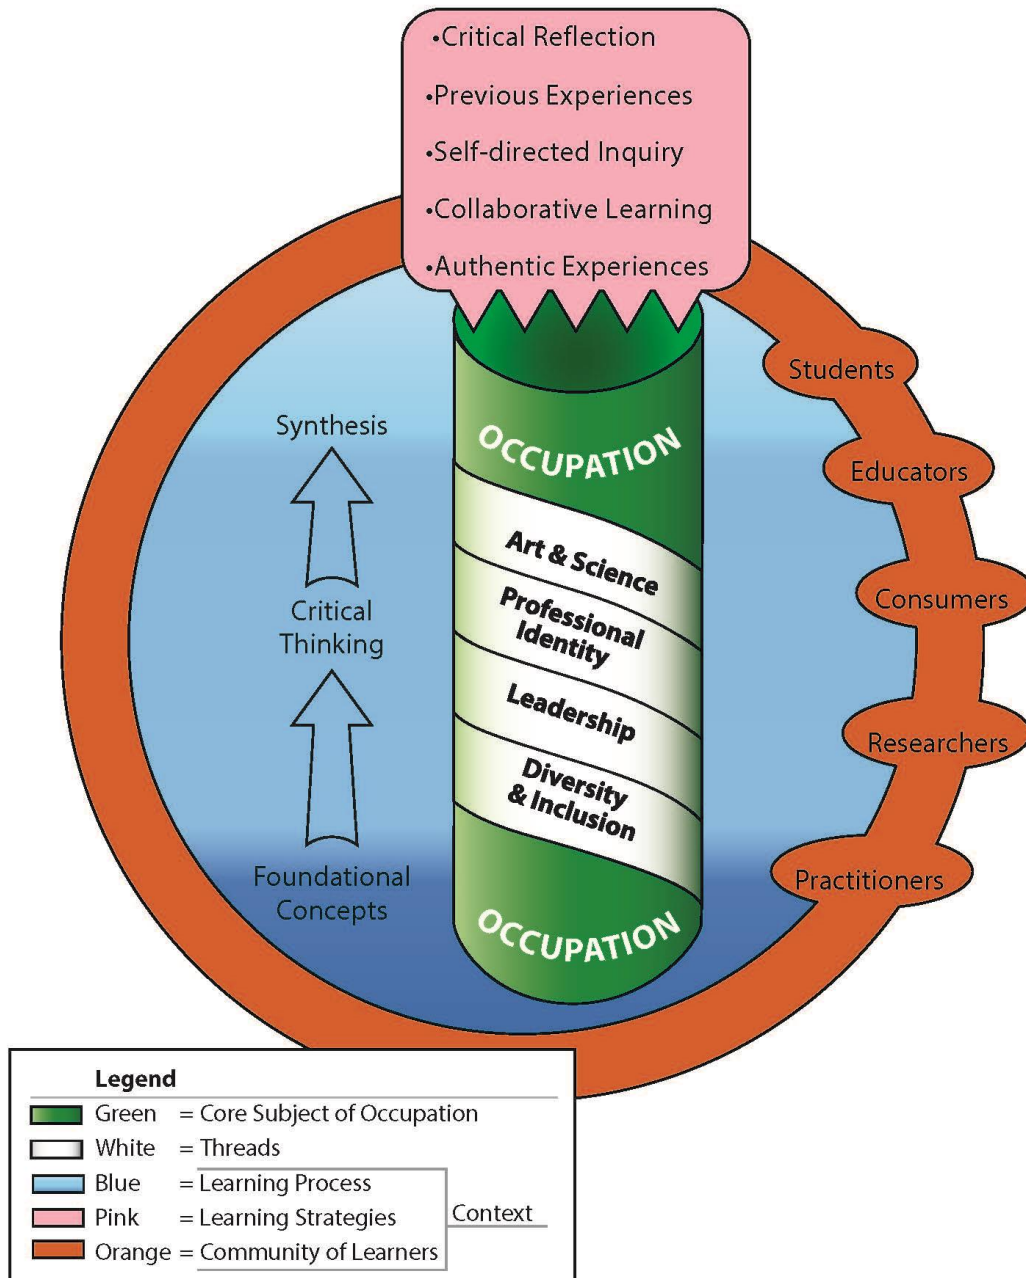 •Critical Reflection
•Previous Experiences
•Self-directed Inquiry
•Collaborative Learning
•Authentic Experiences
Students
Educators
Consumers
Researchers
Practitioners
Synthesis
Critical
Thinking
Foundational
Concepts
OCCUPATION
Art & Science
Professional
Identity
Leadership
Diversity
& Inclusion
OCCUPATION
Legend
Green = Core Subject of Occupation
White = Threads
Blue = Learning Process
Pink = Learning Strategies
Orange = Community of Learners
Context